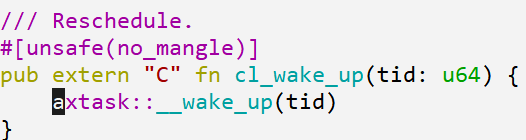 /// Reschedule.
#[unsafe(no_mangle)]
pub extern "C" fn cl_wake_up(tid: u64) {
    axtask::__wake_up(tid)
}